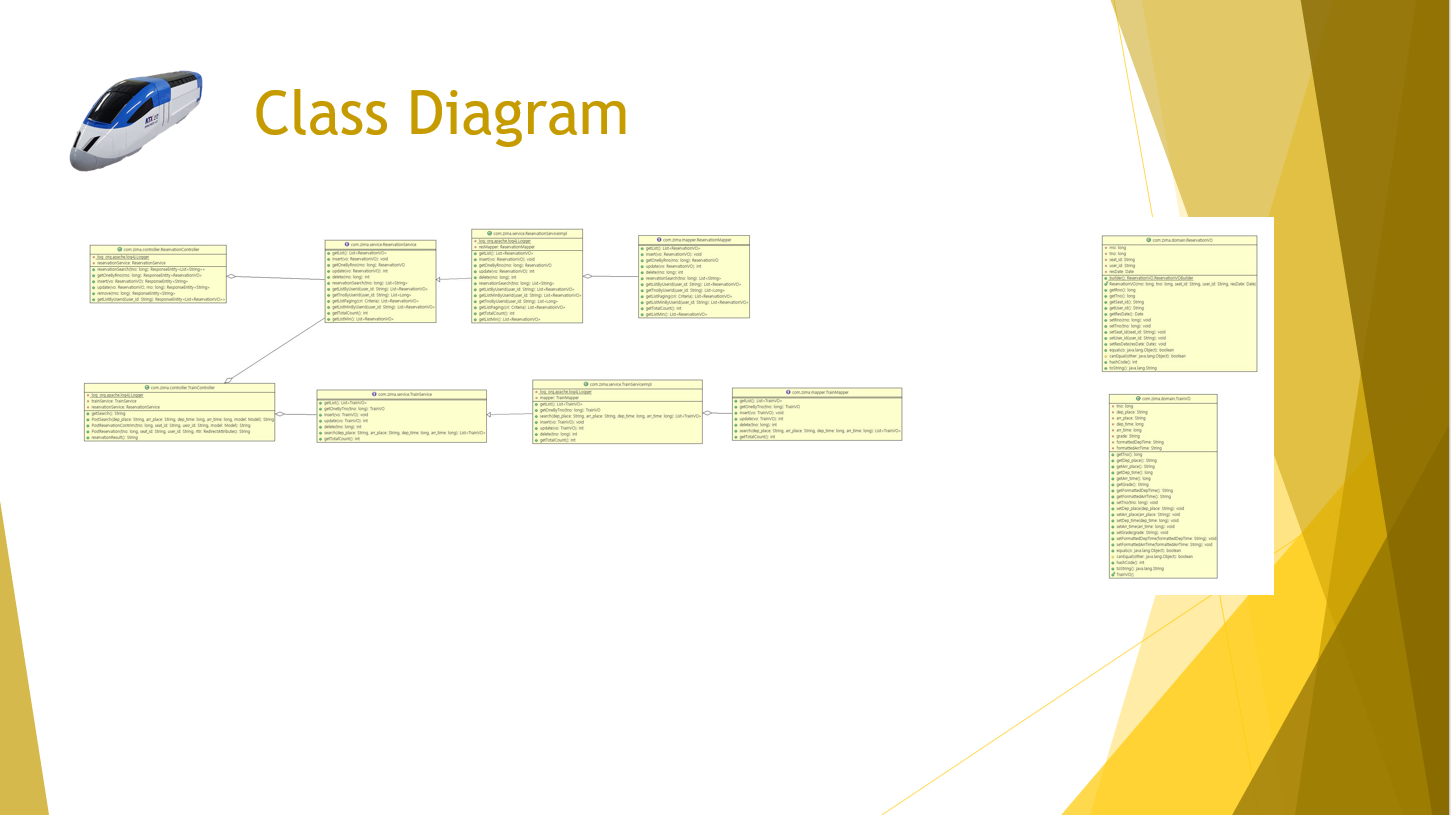 Class Diagram
KTX
com.zima.controller.ReservationController
log: org.apache.log4j.Logger
reservationService: ReservationService
reservationSearch(tno: long): ResponseEntity<List<String>>
getOneByRno(rno: long): ResponseEntity<ReservationVO>
insert(vo: ReservationVO): ResponseEntity<String>
update(vo: ReservationVO, rno: long): ResponseEntity<String>
remove(rno: long): ResponseEntity<String>
getListByUserid(user_id: String): ResponseEntity<List<ReservationVO>>
com.zima.service.ReservationService
getList(): List<ReservationVO>
insert(vo: ReservationVO): void
getOneByRno(rno: long): ReservationVO
update(vo: ReservationVO): int
delete(rno: long): int
reservationSearch(tno: long): List<String>
getListByUserid(user_id: String): List<ReservationVO>
getTnoByUserid(user_id: String): List<Long>
getListPaging(cri: Criteria): List<ReservationVO>
getListMinByUserid(user_id: String): List<ReservationVO>
getTotalCount(): int
getListMin(): List<ReservationVO>
com.zima.service.ReservationServiceImpl
log: org.apache.log4j.Logger
resMapper: ReservationMapper
getList(): List<ReservationVO>
insert(vo: ReservationVO): void
getOneByRno(rno: long): ReservationVO
update(vo: ReservationVO): int
delete(rno: long): int
reservationSearch(tno: long): List<String>
getListByUserid(user_id: String): List<ReservationVO>
getListMinByUserid(user_id: String): List<ReservationVO>
getTnoByUserid(user_id: String): List<Long>
getListPaging(cri: Criteria): List<ReservationVO>
getTotalCount(): int
getListMin(): List<ReservationVO>
com.zima.mapper.ReservationMapper
getList(): List<ReservationVO>
insert(vo: ReservationVO): void
getOneByRno(rno: long): ReservationVO
update(vo: ReservationVO): int
delete(rno: long): int
reservationSearch(tno: long): List<String>
getListByUserid(user_id: String): List<ReservationVO>
getTnoByUserid(user_id: String): List<Long>
getListPaging(cri: Criteria): List<ReservationVO>
getListMinByUserid(user_id: String): List<ReservationVO>
getTotalCount(): int
getListMin(): List<ReservationVO>
com.zima.domain.ReservationVO
rno: long
tno: long
seat_id: String
user_id: String
resDate: Date
builder(): ReservationVO.ReservationVOBuilder
ReservationVO(rno: long, tno: long, seat_id: String, user_id: String, resDate: Date)
getRno(): long
getTno(): long
getSeat_id(): String
getUser_id(): String
getResDate(): Date
setRno(rno: long): void
setTno(tno: long): void
setSeat_id(seat_id: String): void
setUser_id(user_id: String): void
setResDate(resDate: Date): void
equals(o: java.lang.Object): boolean
canEqual(other: java.lang.Object): boolean
hashCode(): int
toString(): java.lang.String
com.zima.controller.TrainController
log: org.apache.log4j.Logger
trainService: TrainService
reservationService: ReservationService
getSearch(): String
PostSearch(dep_place: String, arr_place: String, dep_time: long, arr_time: long, model: Model): String
PostReservationConfirm(tno: long, seat_id: String, user_id: String, model: Model): String
PostReservation(tno: long, seat_id: String, user_id: String, rttr: RedirectAttributes): String
reservationResult(): String
com.zima.service.TrainService
getList(): List<TrainVO>
getOneByTno(tno: long): TrainVO
insert(vo: TrainVO): void
update(vo: TrainVO): int
delete(tno: long): int
search(dep_place: String, arr_place: String, dep_time: long, arr_time: long): List<TrainVO>
getTotalCount(): int
com.zima.service.TrainServiceImpl
log: org.apache.log4j.Logger
mapper: TrainMapper
getList(): List<TrainVO>
getOneByTno(tno: long): TrainVO
search(dep_place: String, arr_place: String, dep_time: long, arr_time: long): List<TrainVO>
insert(vo: TrainVO): void
update(vo: TrainVO): int
delete(tno: long): int
getTotalCount(): int
com.zima.mapper.TrainMapper
getList(): List<TrainVO>
getOneByTno(tno: long): TrainVO
insert(vo: TrainVO): void
update(vo: TrainVO): int
delete(tno: long): int
search(dep_place: String, arr_place: String, dep_time: long, arr_time: long): List<TrainVO>
getTotalCount(): int
com.zima.domain.TrainVO
tno: long
dep_place: String
arr_place: String
dep_time: long
arr_time: long
grade: String
formattedDepTime: String
formattedArrTime: String
getTno(): long
getDep_place(): String
getArr_place(): String
getDep_time(): long
getArr_time(): long
getGrade(): String
getFormattedDepTime(): String
getFormattedArrTime(): String
setTno(tno: long): void
setDep_place(dep_place: String): void
setArr_place(arr_place: String): void
setDep_time(dep_time: long): void
setArr_time(arr_time: long): void
setGrade(grade: String): void
setFormattedDepTime(formattedDepTime: String): void
setFormattedArrTime(formattedArrTime: String): void
equals(o: java.lang.Object): boolean
canEqual(other: java.lang.Object): boolean
hashCode(): int
toString(): java.lang.String
TrainVO()